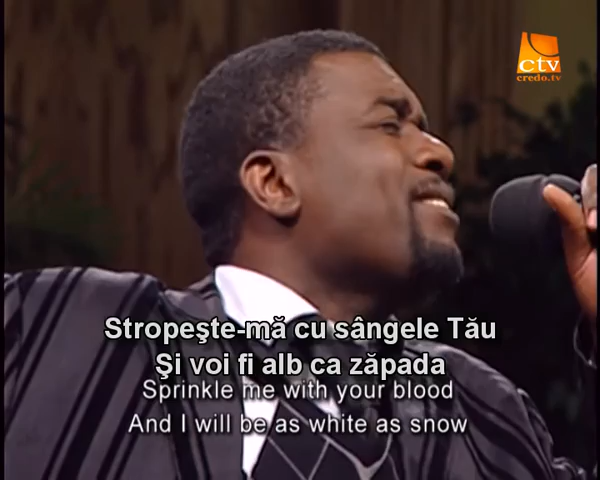 ctv
credo.tv
Stropeşte-mă cu sângele Tău
Şi voi fi alb ca zăpada
Sprinkle me with your blood
And I will be as white as snow